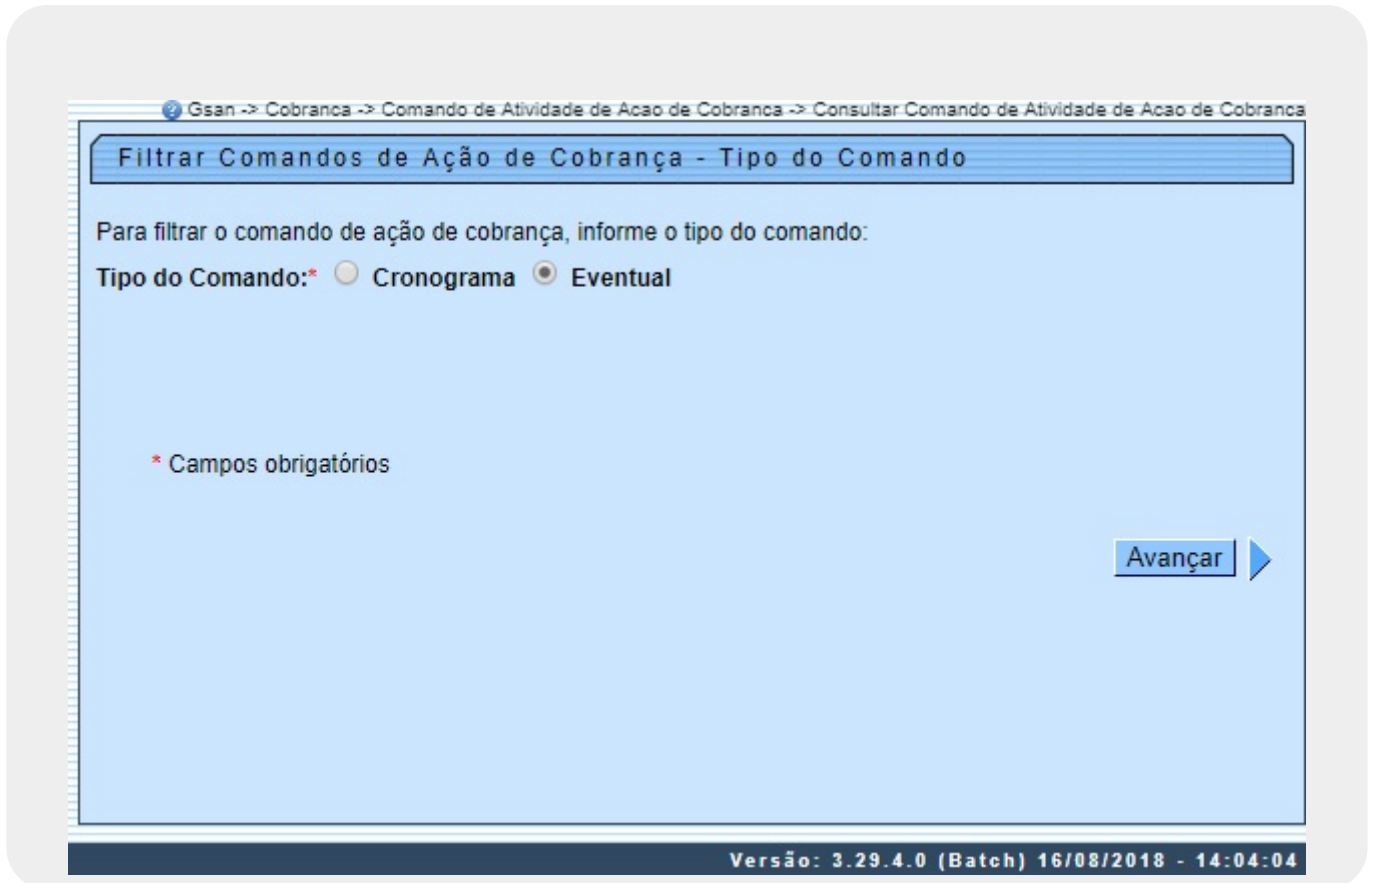 Gsan -> Cobranca -> Comando de Atividade de Acao de Cobranca -> Consultar Comando de Atividade de Acao de Cobranca
Filtrar Comandos de Ação de Cobrança - Tipo do Comando
Para filtrar o comando de ação de cobrança, informe o tipo do comando:
Tipo do Comando:* Cronograma Eventual
* Campos obrigatórios
Avançar
Versão: 3.29.4.0 (Batch) 16/08/2018 - 14:04:04